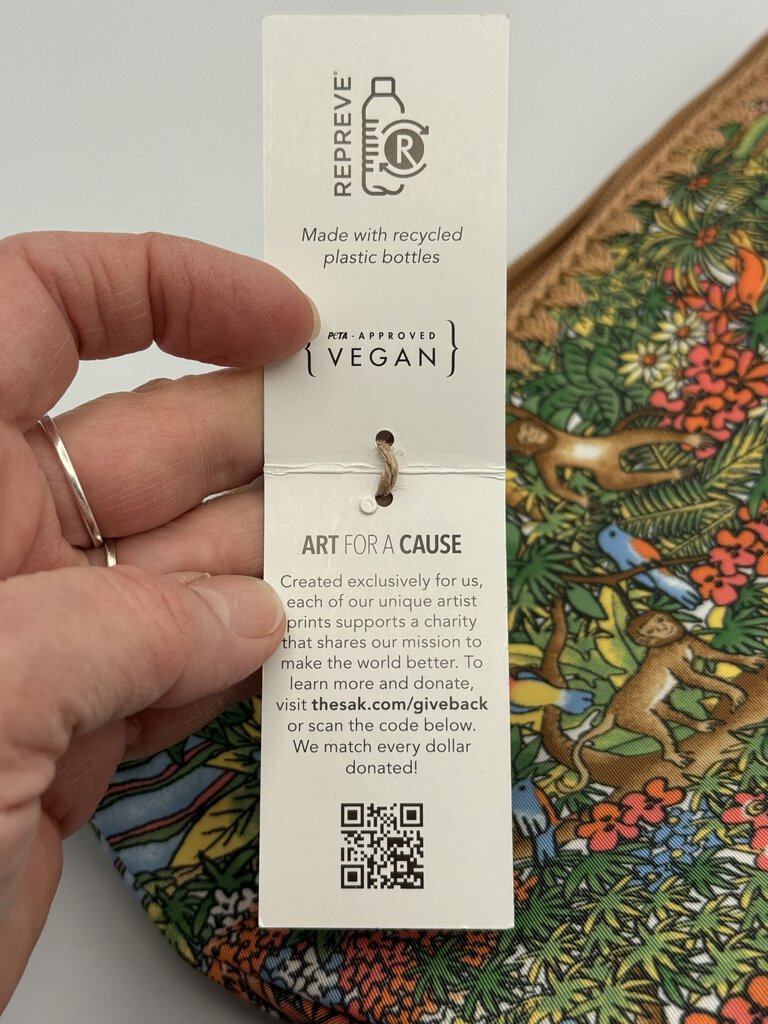 REPREVE®
R
Made with recycled
plastic bottles
PETA - APPROVED
VEGAN
ART FOR A CAUSE
Created exclusively for us,
each of our unique artist
prints supports a charity
that shares our mission to
make the world better. To
learn more and donate,
visit thesak.com/giveback
or scan the code below.
We match every dollar
donated!